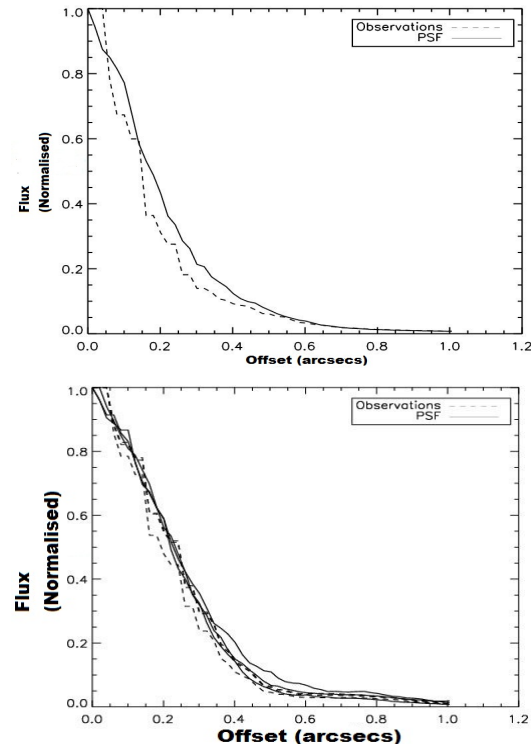 1.0
0.8
0.6
0.4
0.2
0.0
Flux
(Normalised)
Observations
PSF
0.0 0.2 0.4 0.6 0.8 1.0 1.2
Offset (arcsecs)
1.0
0.8
0.6
0.4
0.2
0.0
Flux
(Normalised)
Observations
PSF
0.0 0.2 0.4 0.6 0.8 1.0 1.2
Offset (arcsecs)